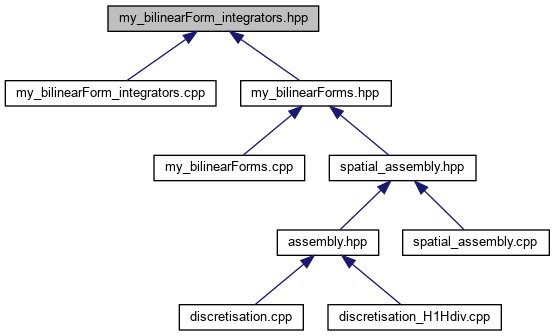 my_bilinearForm_integrators.hpp
my_bilinearForm_integrators.cpp
my_bilinearForms.hpp
my_bilinearForms.cpp
spatial_assembly.hpp
assembly.hpp
spatial_assembly.cpp
discretisation.cpp
discretisation_H1Hdiv.cpp